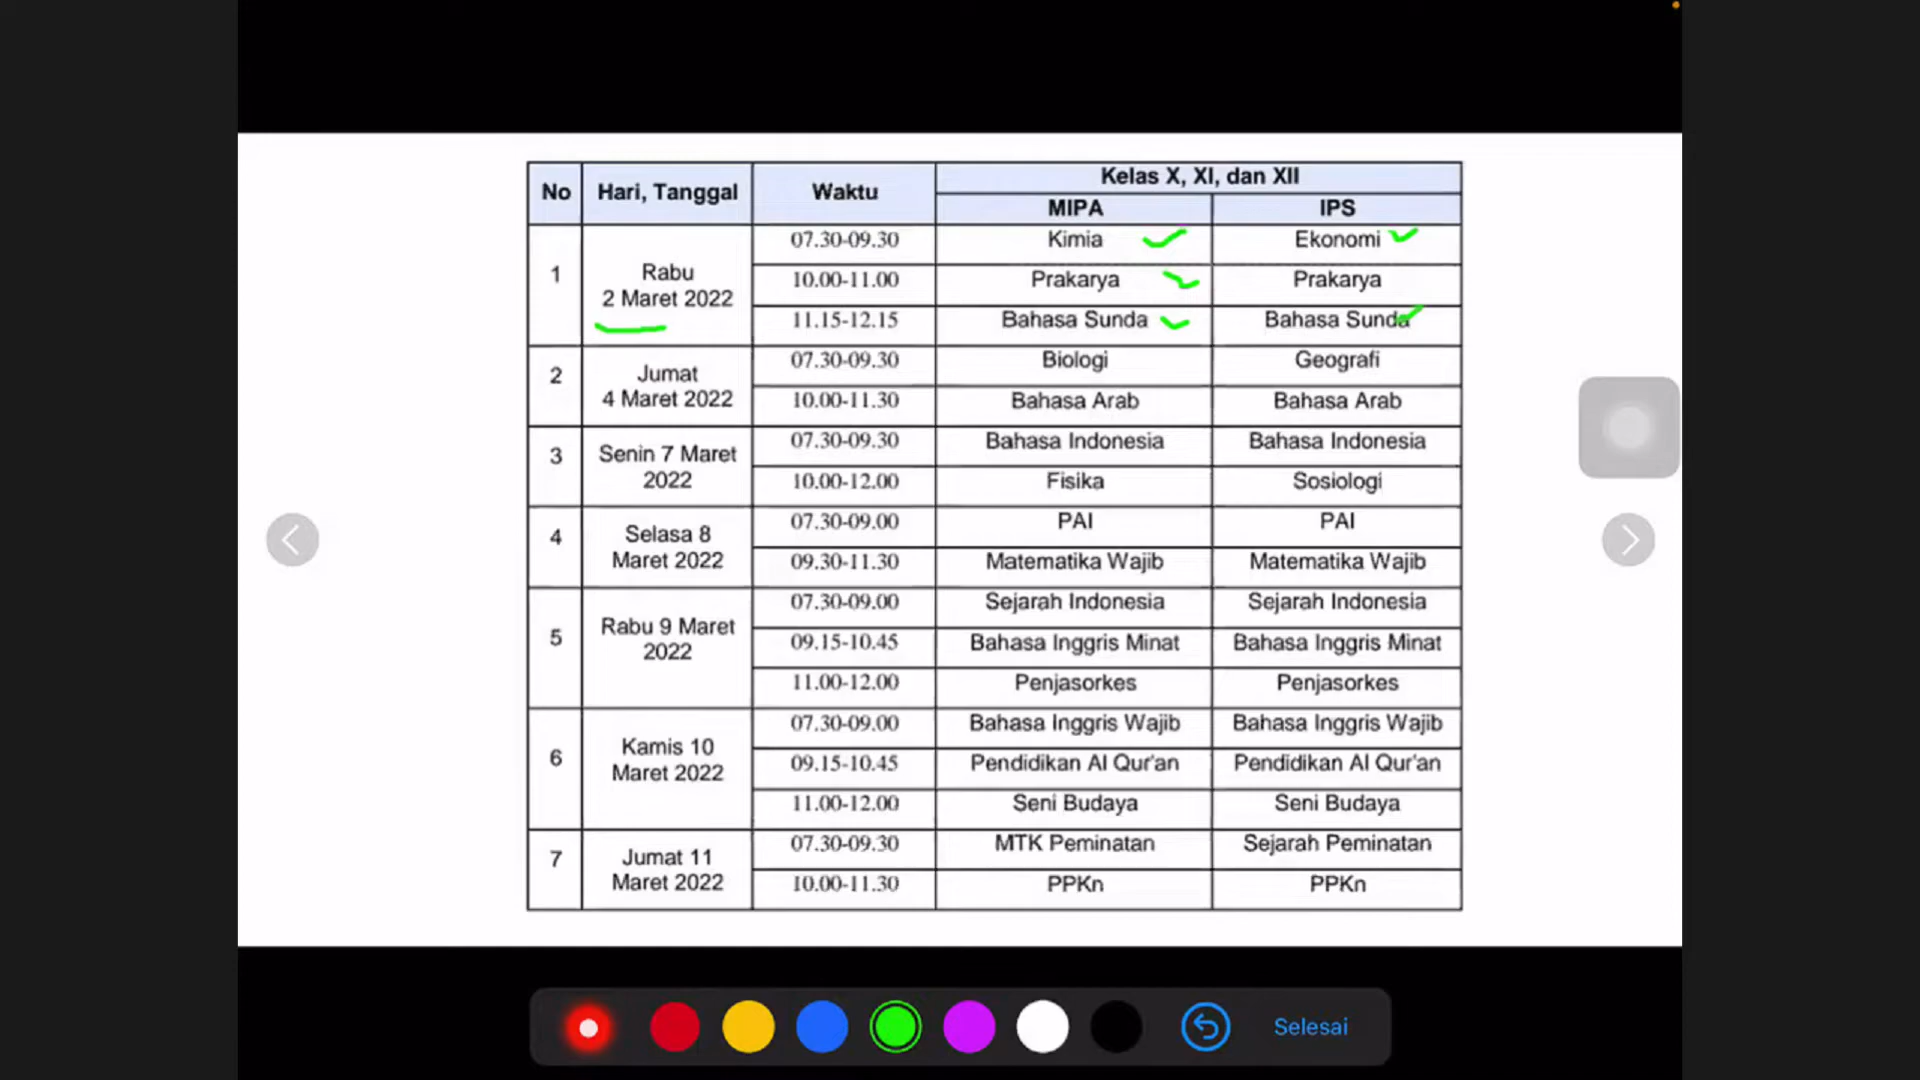 No Hari, Tanggal Waktu Kelas X, XI, dan XII
MIPA IPS
1 Rabu 2 Maret 2022 07.30-09.30 Kimia Ekonomi
10.00-11.00 Prakarya Prakarya
11.15-12.15 Bahasa Sunda Bahasa Sunda
2 Jumat 4 Maret 2022 07.30-09.30 Biologi Geografi
10.00-11.30 Bahasa Arab Bahasa Arab
3 Senin 7 Maret 2022 07.30-09.30 Bahasa Indonesia Bahasa Indonesia
10.00-12.00 Fisika Sosiologi
4 Selasa 8 Maret 2022 07.30-09.00 PAI PAI
09.30-11.30 Matematika Wajib Matematika Wajib
5 Rabu 9 Maret 2022 07.30-09.00 Sejarah Indonesia Sejarah Indonesia
09.15-10.45 Bahasa Inggris Minat Bahasa Inggris Minat
11.00-12.00 Penjasorkes Penjasorkes
6 Kamis 10 Maret 2022 07.30-09.00 Bahasa Inggris Wajib Bahasa Inggris Wajib
09.15-10.45 Pendidikan Al Qur'an Pendidikan Al Qur'an
11.00-12.00 Seni Budaya Seni Budaya
7 Jumat 11 Maret 2022 07.30-09.30 MTK Peminatan Sejarah Peminatan
10.00-11.30 PPKn PPKn
Selesai